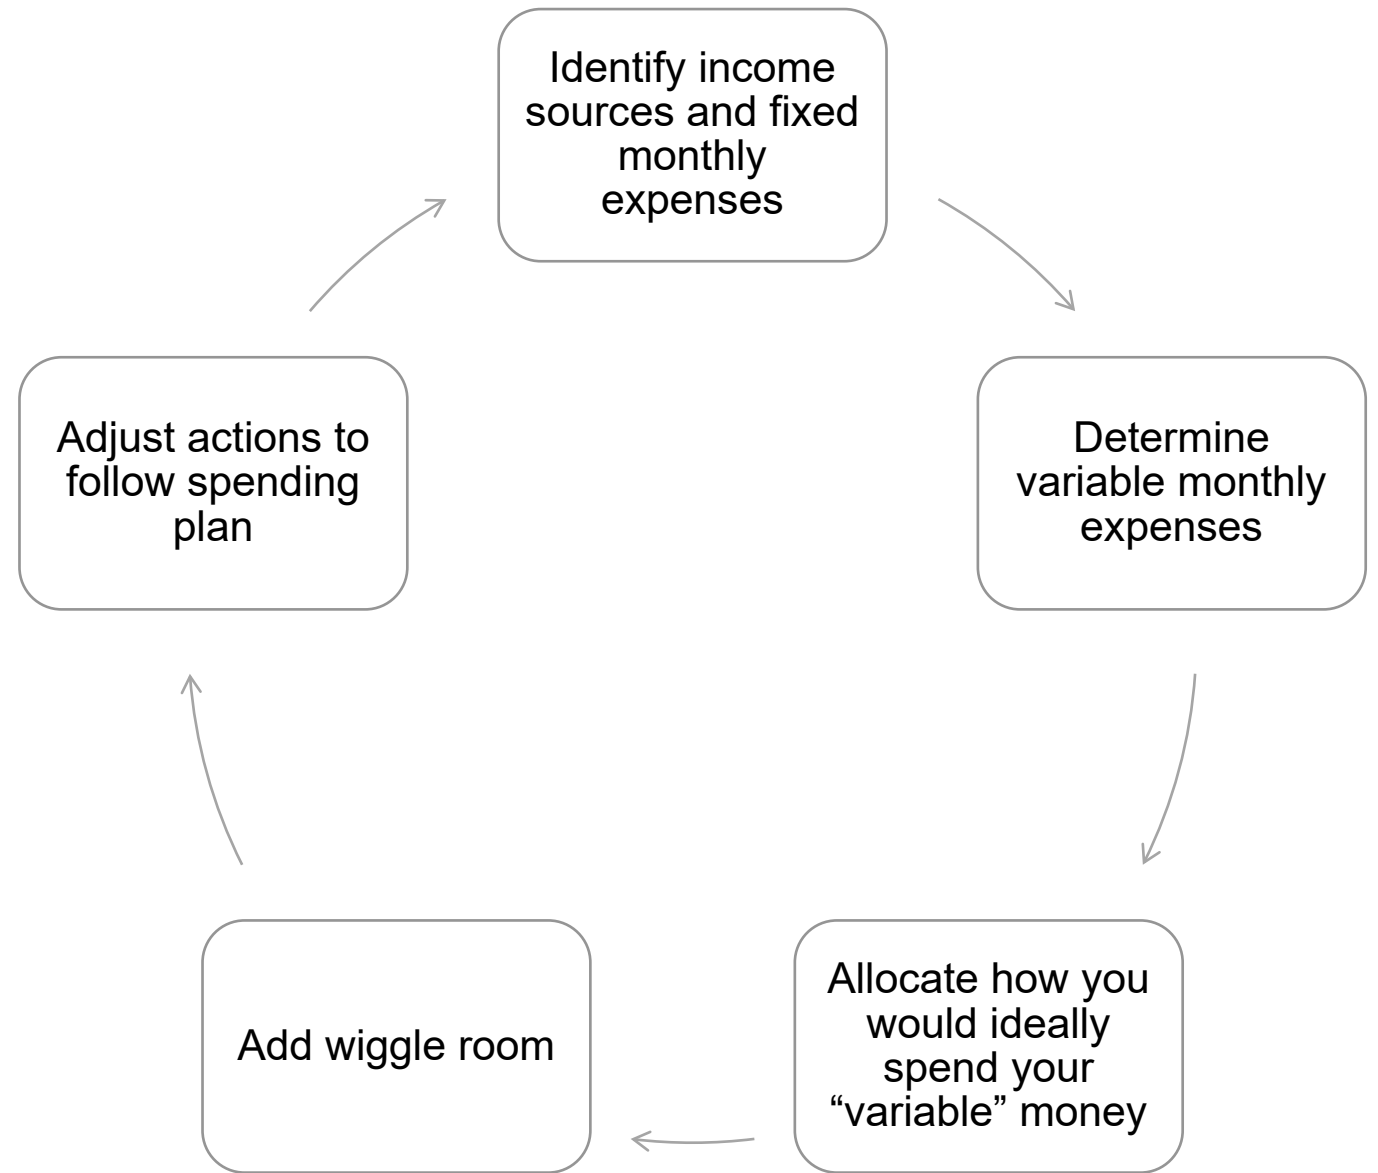 Identify income
sources and fixed
monthly
expenses
Determine
variable monthly
expenses
Allocate how you
would ideally
spend your
“variable” money
Add wiggle room
Adjust actions to
follow spending
plan